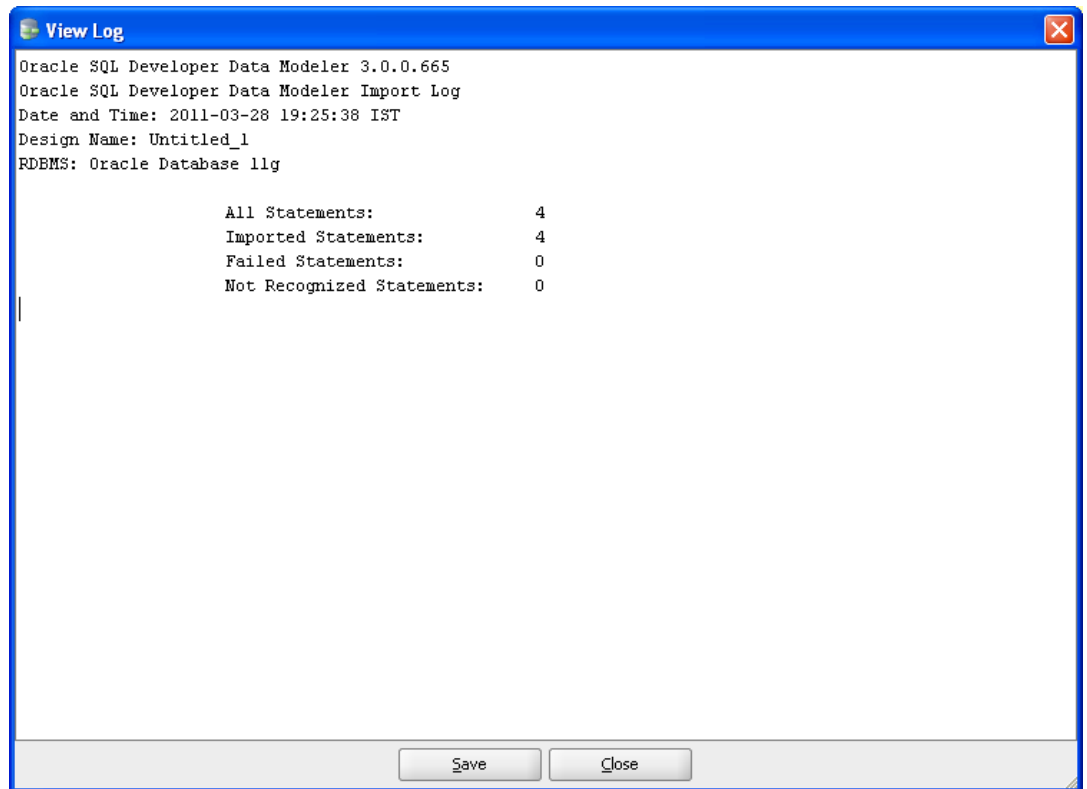 View Log
Oracle SQL Developer Data Modeler 3.0.0.665
Oracle SQL Developer Data Modeler Import Log
Date and Time: 2011-03-28 19:25:38 IST
Design Name: Untitled_1
RDBMS: Oracle Database 11g
All Statements: 4
Imported Statements: 4
Failed Statements: 0
Not Recognized Statements: 0
Save Close